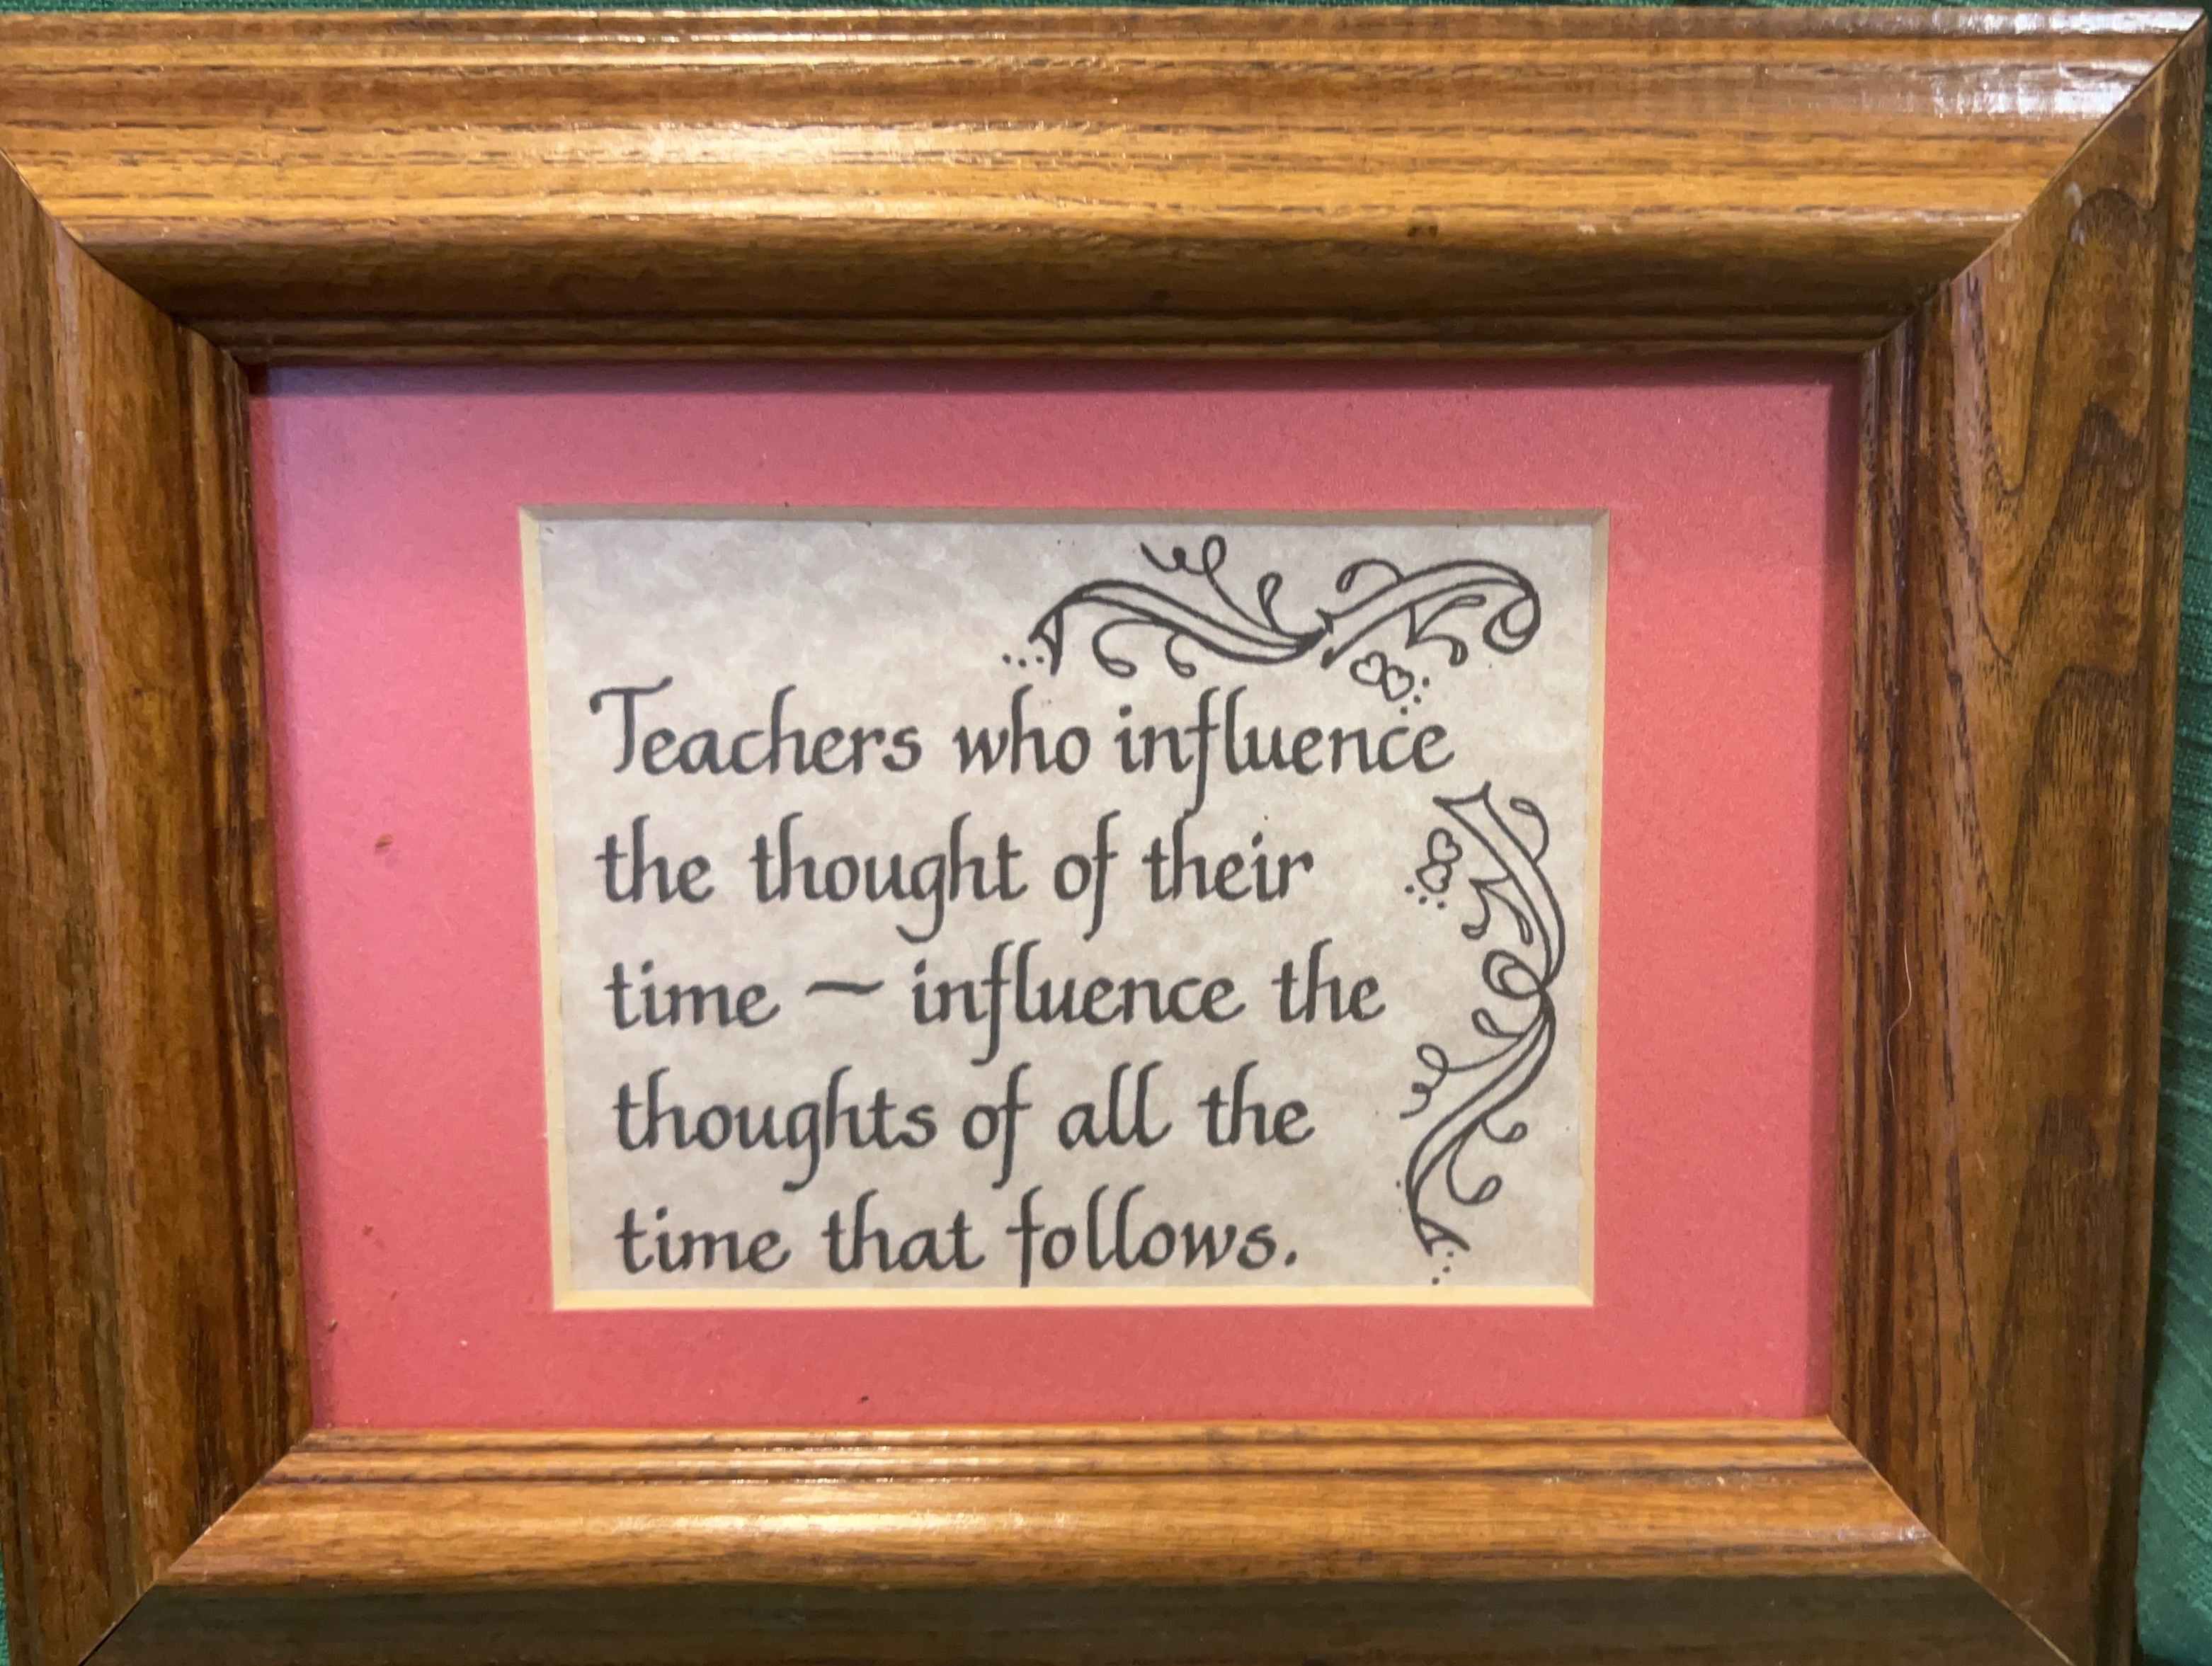 Teachers who influence
the thought of their
time ~ influence the
thoughts of all the
time that follows.